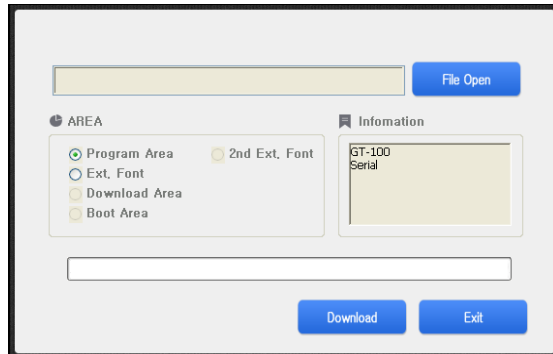 File Open
AREA
Infomation
Program Area
2nd Ext. Font
Ext. Font
Download Area
Boot Area
GT-100
Serial
Download
Exit